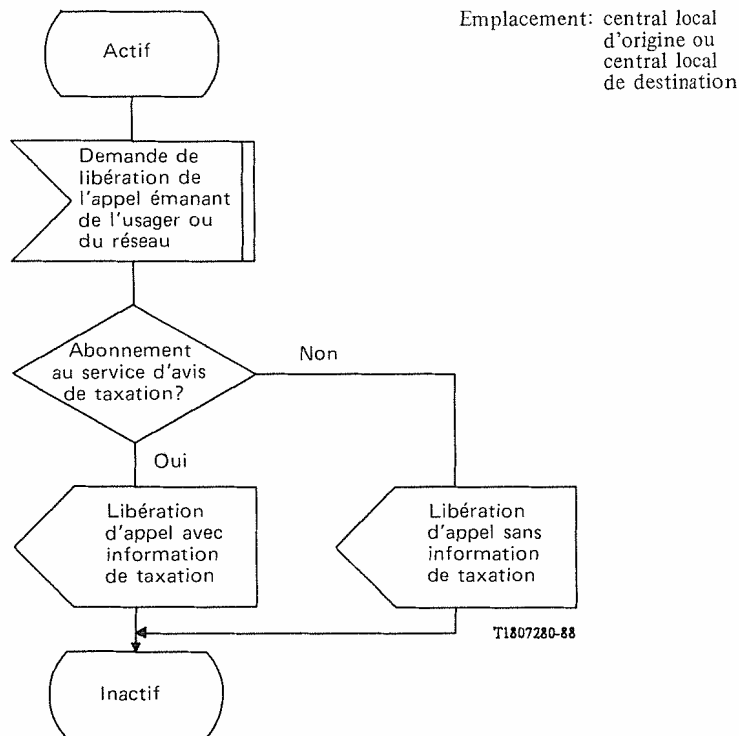 Emplacement: central local
d'origine ou
central local
de destination
Actif
Demande de
libération de
l'appel émanant
de l'usager ou
du réseau
Abonnement
au service d'avis
de taxation?
Non
Oui
Libération
d'appel avec
information
de taxation
Libération
d'appel sans
information
de taxation
T1807280-88
Inactif